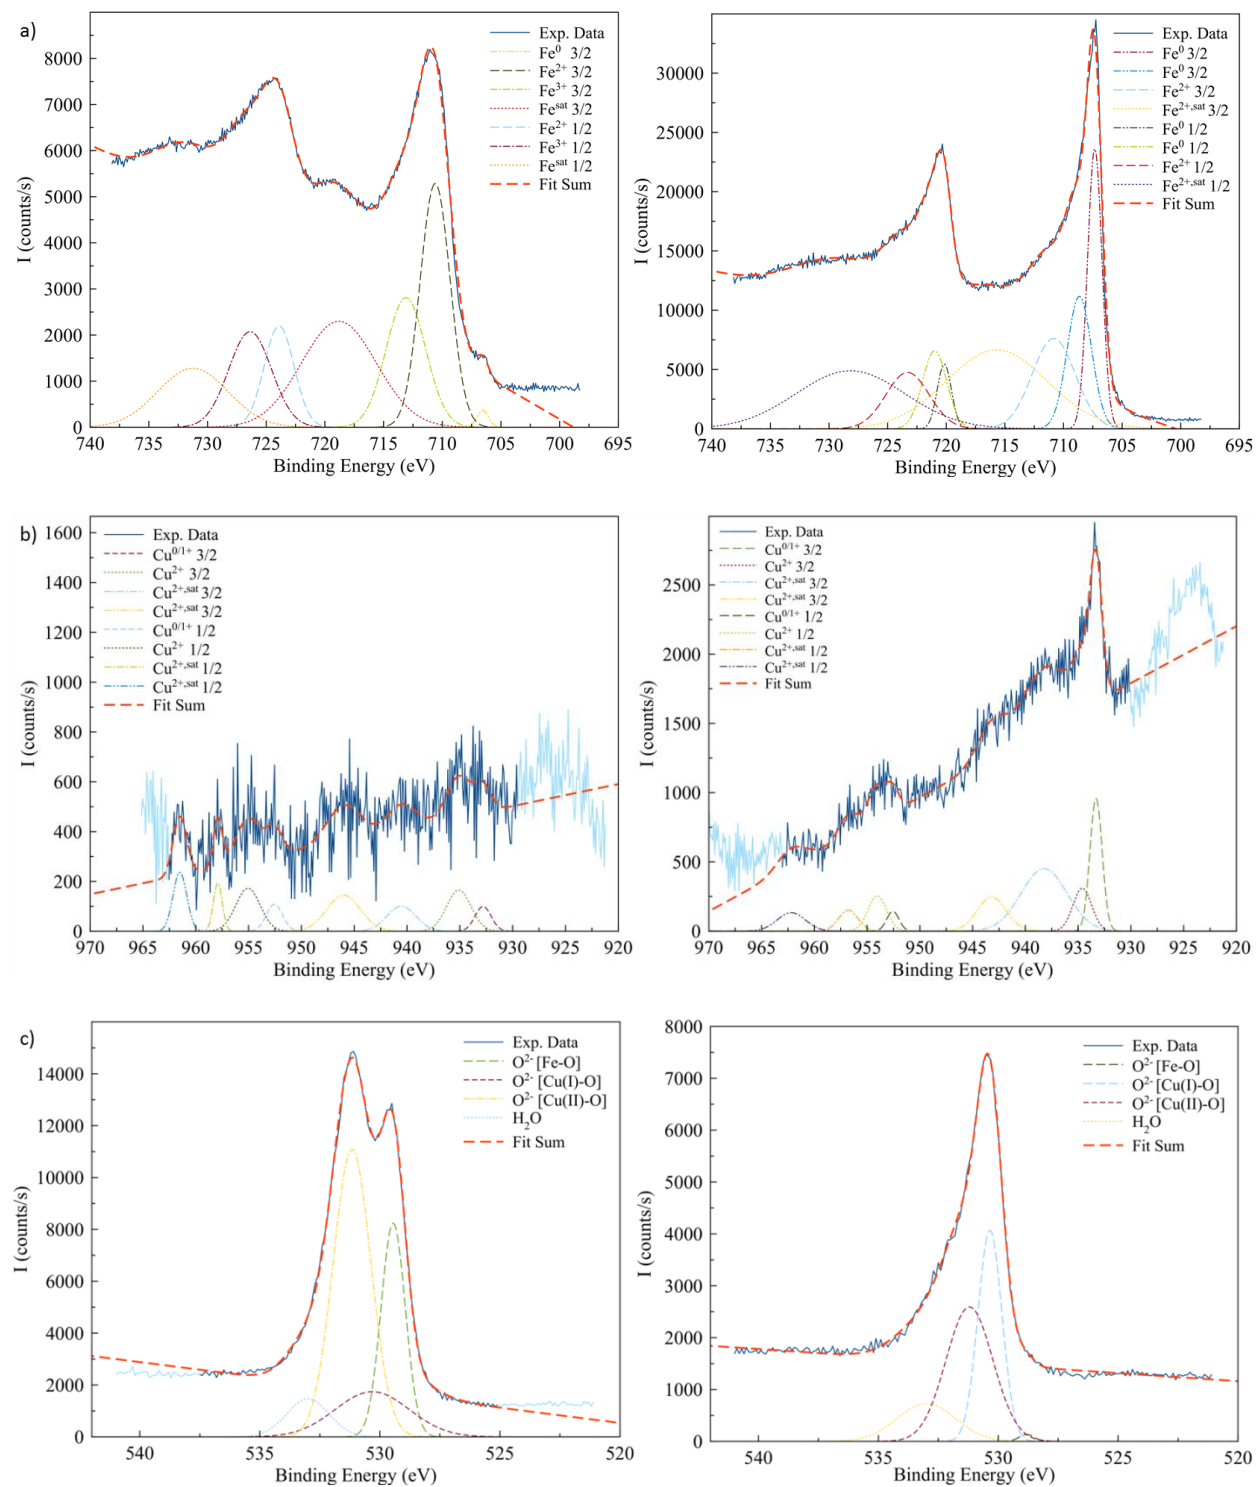 a)
Exp. Data
Fe⁰ 3/2
Fe²⁺ 3/2
Fe³⁺ 3/2
Feˢᵃᵗ 3/2
Fe²⁺ 1/2
Fe³⁺ 1/2
Feˢᵃᵗ 1/2
Fit Sum
8000
7000
6000
5000
4000
3000
2000
1000
0
I (counts/s)
740 735 730 725 720 715 710 705 700 695
Binding Energy (eV)
Exp. Data
Fe⁰ 3/2
Fe⁰ 3/2
Fe²⁺ 3/2
Fe²⁺,ˢᵃᵗ 3/2
Fe⁰ 1/2
Fe⁰ 1/2
Fe²⁺ 1/2
Fe²⁺,ˢᵃᵗ 1/2
Fit Sum
30000
25000
20000
15000
10000
5000
0
I (counts/s)
740 735 730 725 720 715 710 705 700 695
Binding Energy (eV)
b)
Exp. Data
Cu⁰ᐟ¹⁺ 3/2
Cu²⁺ 3/2
Cu²⁺,ˢᵃᵗ 3/2
Cu²⁺,ˢᵃᵗ 3/2
Cu⁰ᐟ¹⁺ 1/2
Cu²⁺ 1/2
Cu²⁺,ˢᵃᵗ 1/2
Cu²⁺,ˢᵃᵗ 1/2
Fit Sum
1600
1400
1200
1000
800
600
400
200
0
I (counts/s)
970 965 960 955 950 945 940 935 930 925 920
Binding Energy (eV)
Exp. Data
Cu⁰ᐟ¹⁺ 3/2
Cu²⁺ 3/2
Cu²⁺,ˢᵃᵗ 3/2
Cu²⁺,ˢᵃᵗ 3/2
Cu⁰ᐟ¹⁺ 1/2
Cu²⁺ 1/2
Cu²⁺,ˢᵃᵗ 1/2
Cu²⁺,ˢᵃᵗ 1/2
Fit Sum
2500
2000
1500
1000
500
0
I (counts/s)
970 965 960 955 950 945 940 935 930 925 920
Binding Energy (eV)
c)
Exp. Data
O²⁻ [Fe-O]
O²⁻ [Cu(I)-O]
O²⁻ [Cu(II)-O]
H₂O
Fit Sum
14000
12000
10000
8000
6000
4000
2000
0
I (counts/s)
540 535 530 525 520
Binding Energy (eV)
Exp. Data
O²⁻ [Fe-O]
O²⁻ [Cu(I)-O]
O²⁻ [Cu(II)-O]
H₂O
Fit Sum
8000
7000
6000
5000
4000
3000
2000
1000
0
I (counts/s)
540 535 530 525 520
Binding Energy (eV)